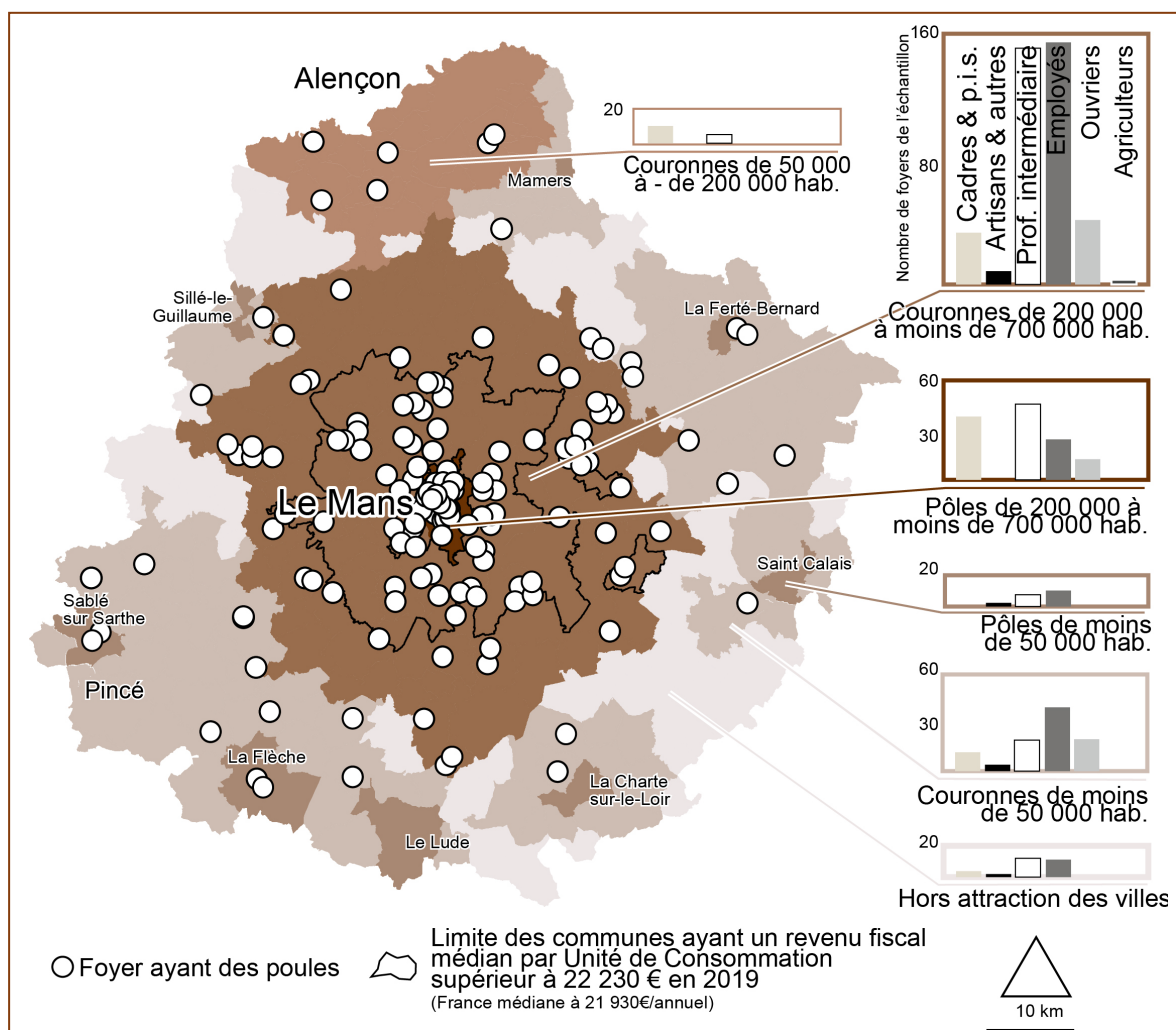 Alençon
Mamers
Sillé-le-
Guillaume
La Ferté-Bernard
Le Mans
Saint Calais
Sablé
sur Sarthe
Pincé
La Flèche
La Charte
sur-le-Loir
Le Lude
20
Couronnes de 50 000
à - de 200 000 hab.
Nombre de foyers de l'échantillon
160
80
Cadres & p.i.s.
Artisans & autres
Prof. intermédiaire
Employés
Ouvriers
Agriculteurs
Couronnes de 200 000
à moins de 700 000 hab.
60
30
Pôles de 200 000 à
moins de 700 000 hab.
20
Pôles de moins
de 50 000 hab.
60
30
Couronnes de moins
de 50 000 hab.
20
Hors attraction des villes
Foyer ayant des poules
Limite des communes ayant un revenu fiscal
médian par Unité de Consommation
supérieur à 22 230 € en 2019
(France médiane à 21 930€/annuel)
10 km